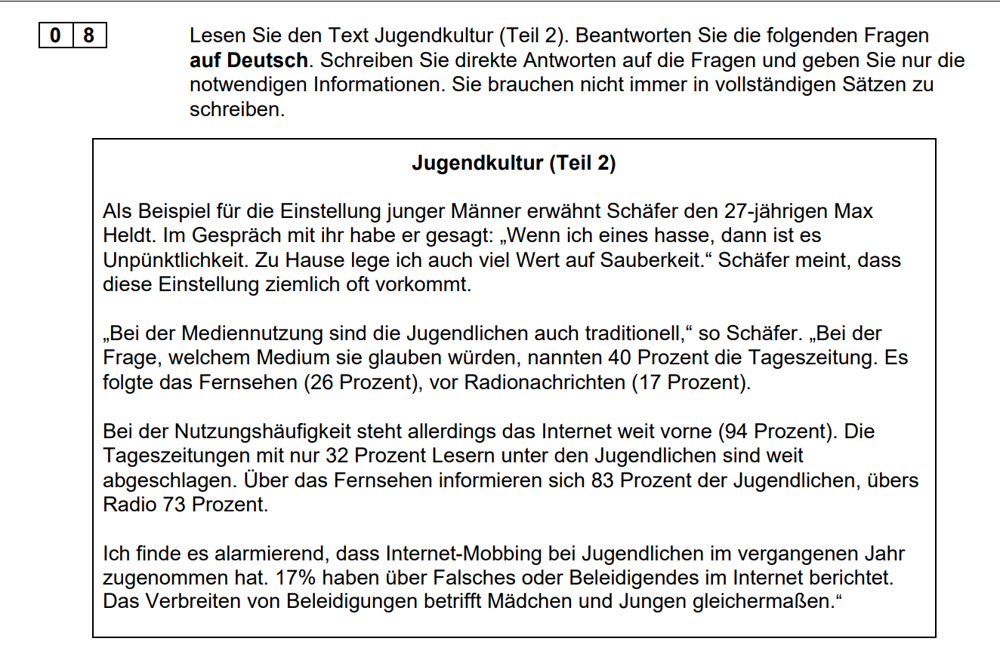 0 8
Lesen Sie den Text Jugendkultur (Teil 2). Beantworten Sie die folgenden Fragen
auf Deutsch. Schreiben Sie direkte Antworten auf die Fragen und geben Sie nur die
notwendigen Informationen. Sie brauchen nicht immer in vollständigen Sätzen zu
schreiben.
Jugendkultur (Teil 2)
Als Beispiel für die Einstellung junger Männer erwähnt Schäfer den 27-jährigen Max
Heldt. Im Gespräch mit ihr habe er gesagt: „Wenn ich eines hasse, dann ist es
Unpünktlichkeit. Zu Hause lege ich auch viel Wert auf Sauberkeit.“ Schäfer meint, dass
diese Einstellung ziemlich oft vorkommt.
„Bei der Mediennutzung sind die Jugendlichen auch traditionell,“ so Schäfer. „Bei der
Frage, welchem Medium sie glauben würden, nannten 40 Prozent die Tageszeitung. Es
folgte das Fernsehen (26 Prozent), vor Radionachrichten (17 Prozent).
Bei der Nutzungshäufigkeit steht allerdings das Internet weit vorne (94 Prozent). Die
Tageszeitungen mit nur 32 Prozent Lesern unter den Jugendlichen sind weit
abgeschlagen. Über das Fernsehen informieren sich 83 Prozent der Jugendlichen, übers
Radio 73 Prozent.
Ich finde es alarmierend, dass Internet-Mobbing bei Jugendlichen im vergangenen Jahr
zugenommen hat. 17% haben über Falsches oder Beleidigendes im Internet berichtet.
Das Verbreiten von Beleidigungen betrifft Mädchen und Jungen gleichermaßen.“